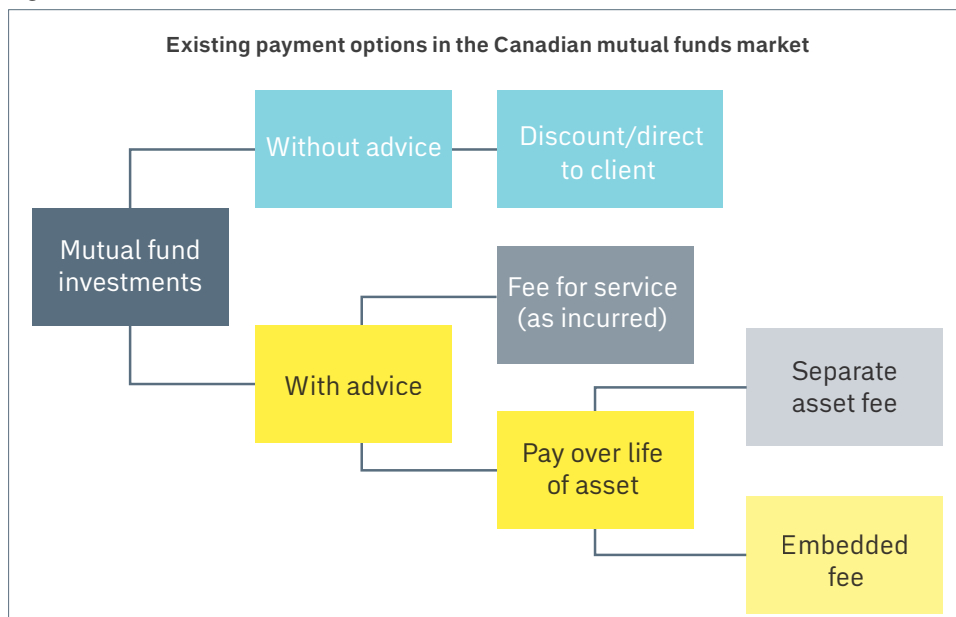 Existing payment options in the Canadian mutual funds market
Without advice
Discount/direct
to client
Mutual fund
investments
Fee for service
(as incurred)
With advice
Separate
asset fee
Pay over life
of asset
Embedded
fee